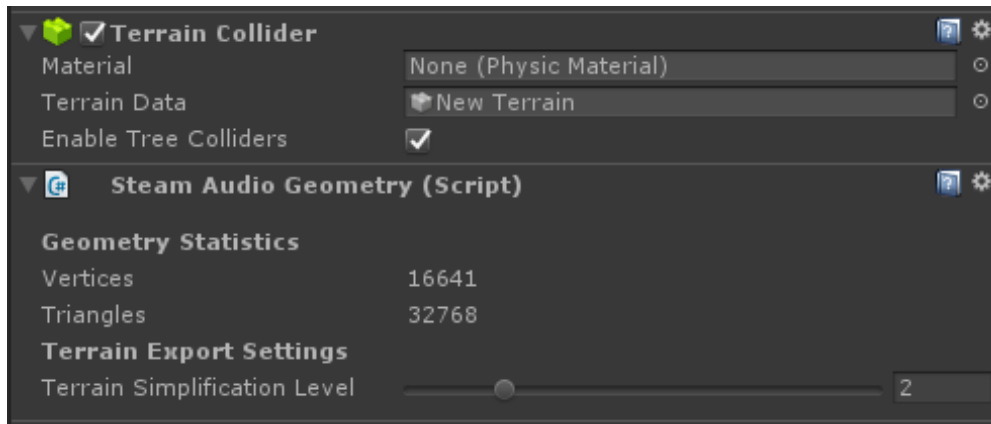 Terrain Collider
Material None (Physic Material)
Terrain Data New Terrain
Enable Tree Colliders
C# Steam Audio Geometry (Script)
Geometry Statistics
Vertices 16641
Triangles 32768
Terrain Export Settings
Terrain Simplification Level 2